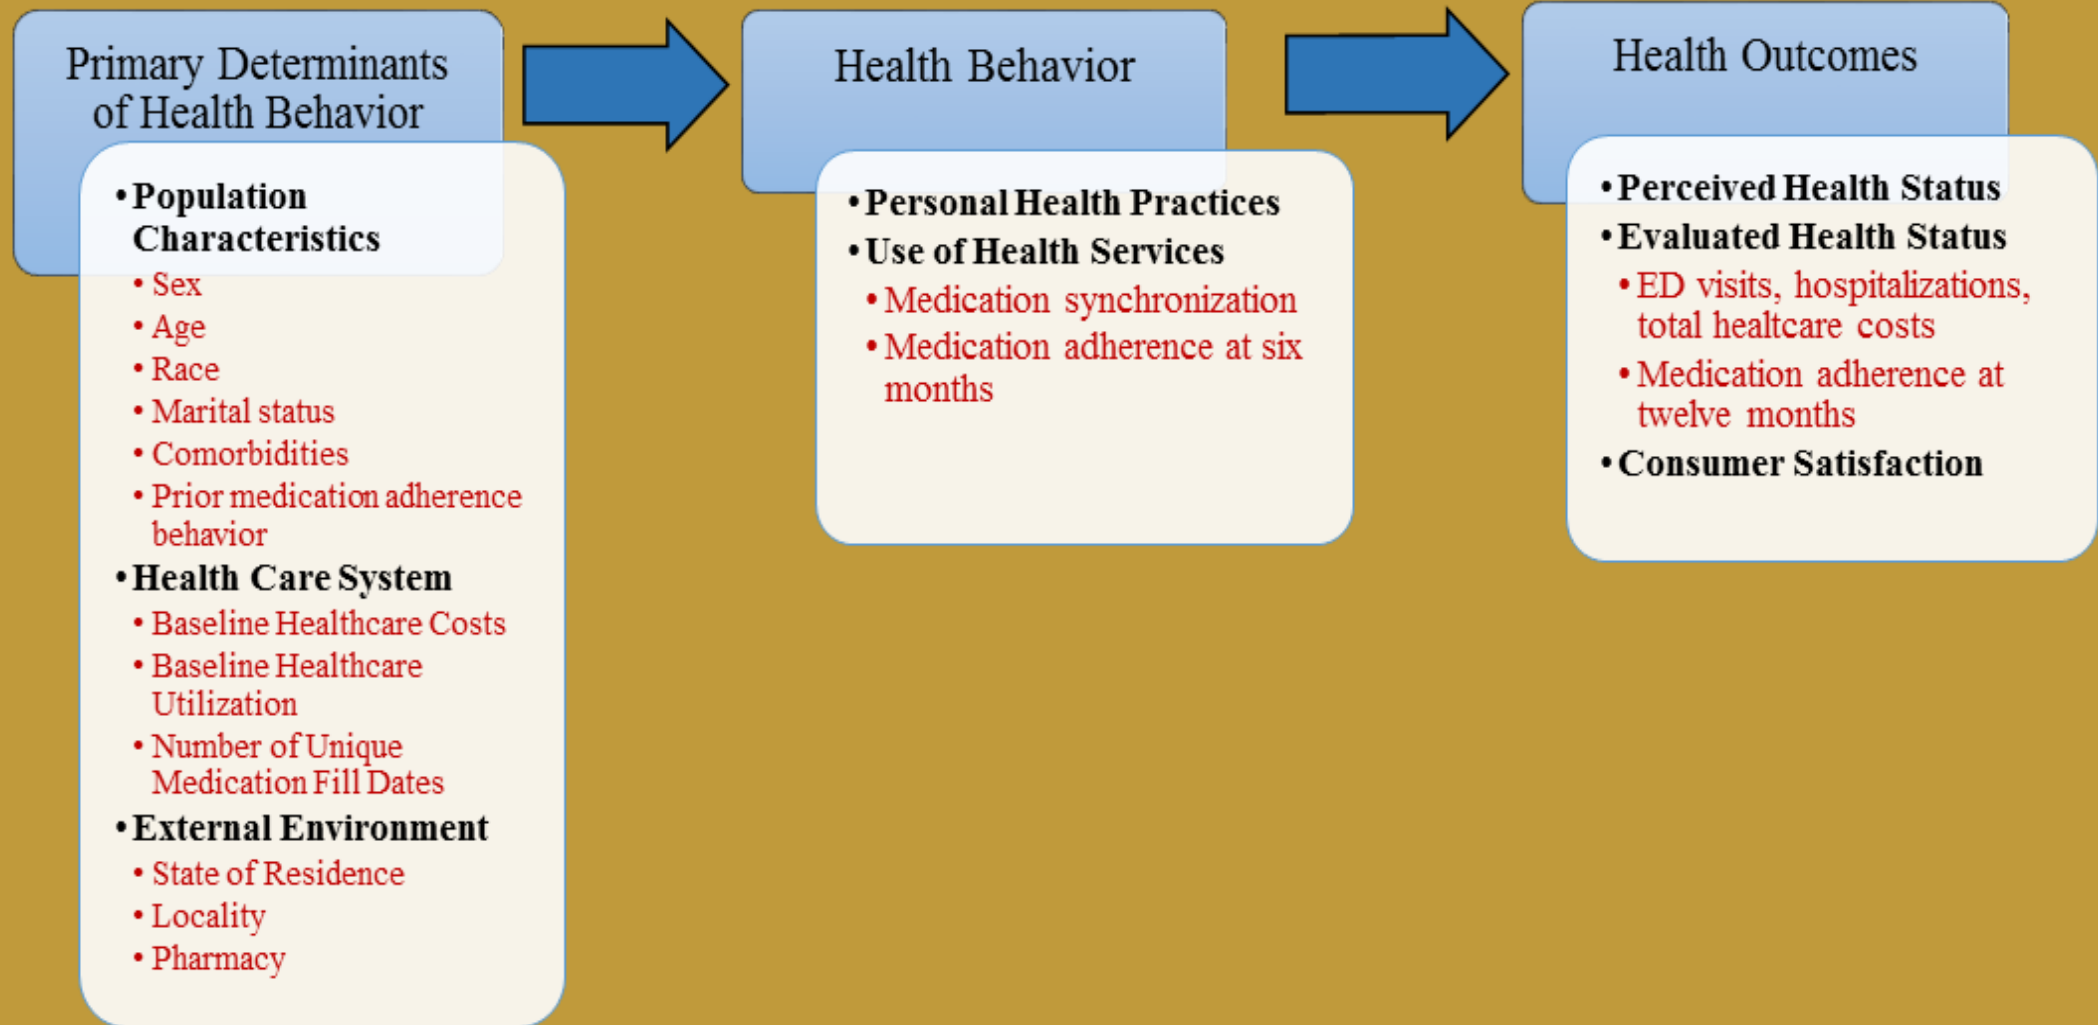 Primary Determinants
of Health Behavior
• Population
Characteristics
• Sex
• Age
• Race
• Marital status
• Comorbidities
• Prior medication adherence
behavior
• Health Care System
• Baseline Healthcare Costs
• Baseline Healthcare
Utilization
• Number of Unique
Medication Fill Dates
• External Environment
• State of Residence
• Locality
• Pharmacy
Health Behavior
• Personal Health Practices
• Use of Health Services
• Medication synchronization
• Medication adherence at six
months
Health Outcomes
• Perceived Health Status
• Evaluated Health Status
• ED visits, hospitalizations,
total healtcare costs
• Medication adherence at
twelve months
• Consumer Satisfaction